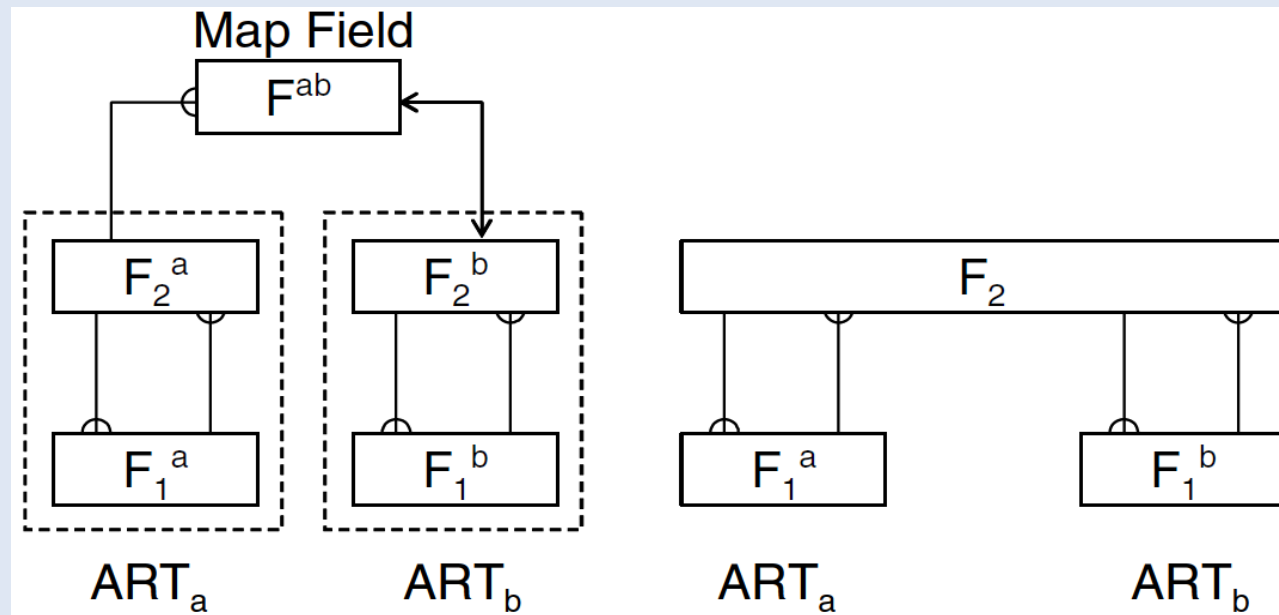 Map Field
F^ab
F_2^a
F_2^b
F_2
F_1^a
F_1^b
F_1^a
F_1^b
ART_a
ART_b
ART_a
ART_b